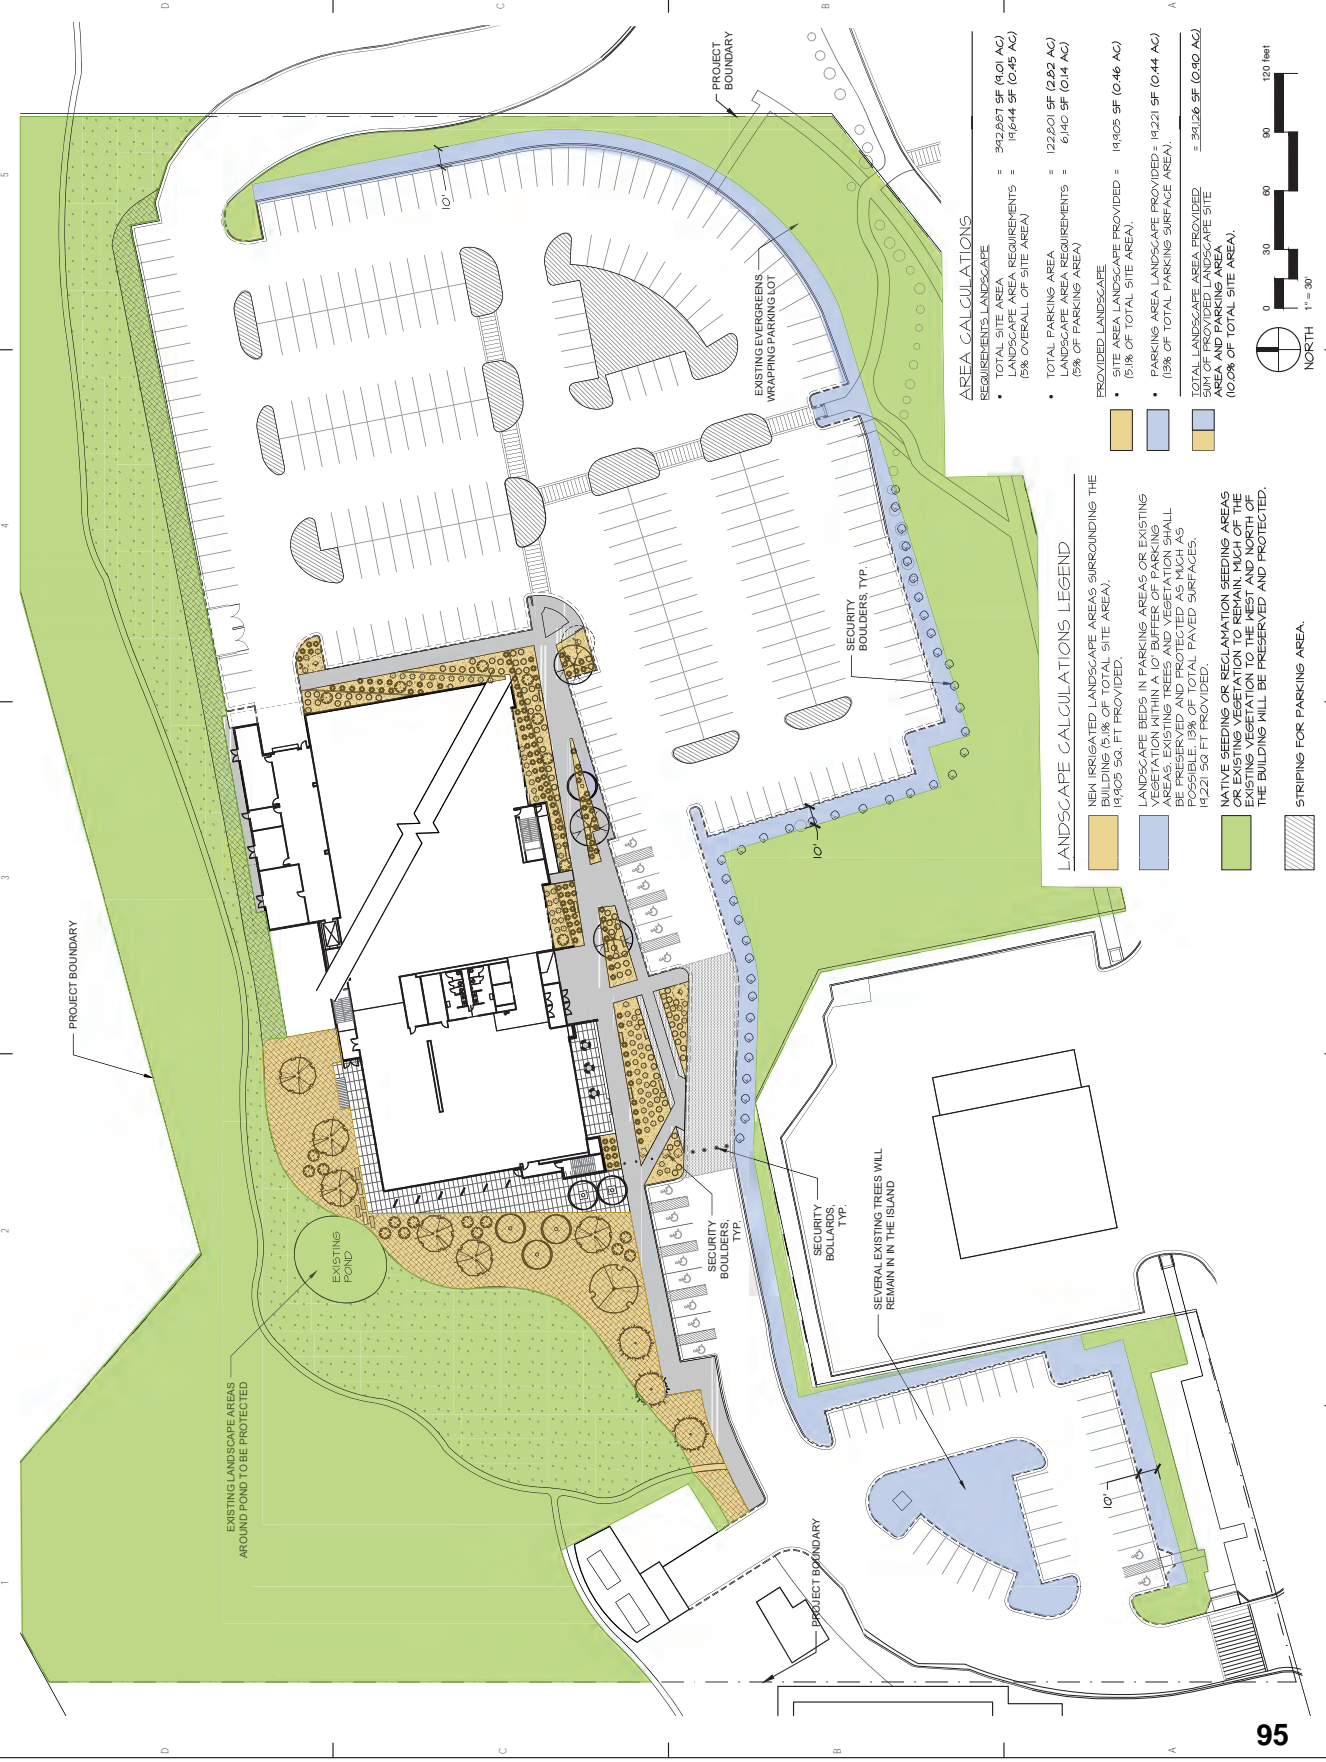 PROJECT BOUNDARY
EXISTING LANDSCAPE AREAS
AROUND POND TO BE PROTECTED
EXISTING
POND
PROJECT
BOUNDARY
EXISTING EVERGREENS
WRAPPING PARKING LOT
10'
SECURITY
BOULDERS, TYP.
10'
SECURITY
BOULDERS,
TYP.
SECURITY
BOLLARDS,
TYP.
SEVERAL EXISTING TREES WILL
REMAIN IN THE ISLAND
10'
PROJECT BOUNDARY
LANDSCAPE CALCULATIONS LEGEND
NEW IRRIGATED LANDSCAPE AREAS SURROUNDING THE
BUILDING (5.1% OF TOTAL SITE AREA).
19,905 SQ. FT PROVIDED.
LANDSCAPE BEDS IN PARKING AREAS OR EXISTING
VEGETATION WITHIN A 10' BUFFER OF PARKING
AREAS. EXISTING TREES AND VEGETATION SHALL
BE PRESERVED AND PROTECTED AS MUCH AS
POSSIBLE. 13% OF TOTAL PAVED SURFACES.
19,221 SQ. FT PROVIDED.
NATIVE SEEDING OR RECLAMATION SEEDING AREAS
OR EXISTING VEGETATION TO REMAIN. MUCH OF THE
EXISTING VEGETATION TO THE WEST AND NORTH OF
THE BUILDING WILL BE PRESERVED AND PROTECTED.
STRIPING FOR PARKING AREA.
AREA CALCULATIONS
REQUIREMENTS LANDSCAPE
• TOTAL SITE AREA = 392,887 SF (9.01 AC)
LANDSCAPE AREA REQUIREMENTS = 19,644 SF (0.45 AC)
(5% OVERALL OF SITE AREA)
• TOTAL PARKING AREA = 122,801 SF (2.82 AC)
LANDSCAPE AREA REQUIREMENTS = 6,140 SF (0.14 AC)
(5% OF PARKING AREA)
PROVIDED LANDSCAPE
• SITE AREA LANDSCAPE PROVIDED = 19,905 SF (0.46 AC)
(5.1% OF TOTAL SITE AREA).
• PARKING AREA LANDSCAPE PROVIDED = 19,221 SF (0.44 AC)
(13% OF TOTAL PARKING SURFACE AREA).
TOTAL LANDSCAPE AREA PROVIDED = 39,126 SF (0.90 AC)
SUM OF PROVIDED LANDSCAPE SITE
AREA AND PARKING AREA
(10.0% OF TOTAL SITE AREA).
0 30 60 90 120 feet
NORTH 1" = 30'
1 2 3 4 5
D C B A
D C B A
95